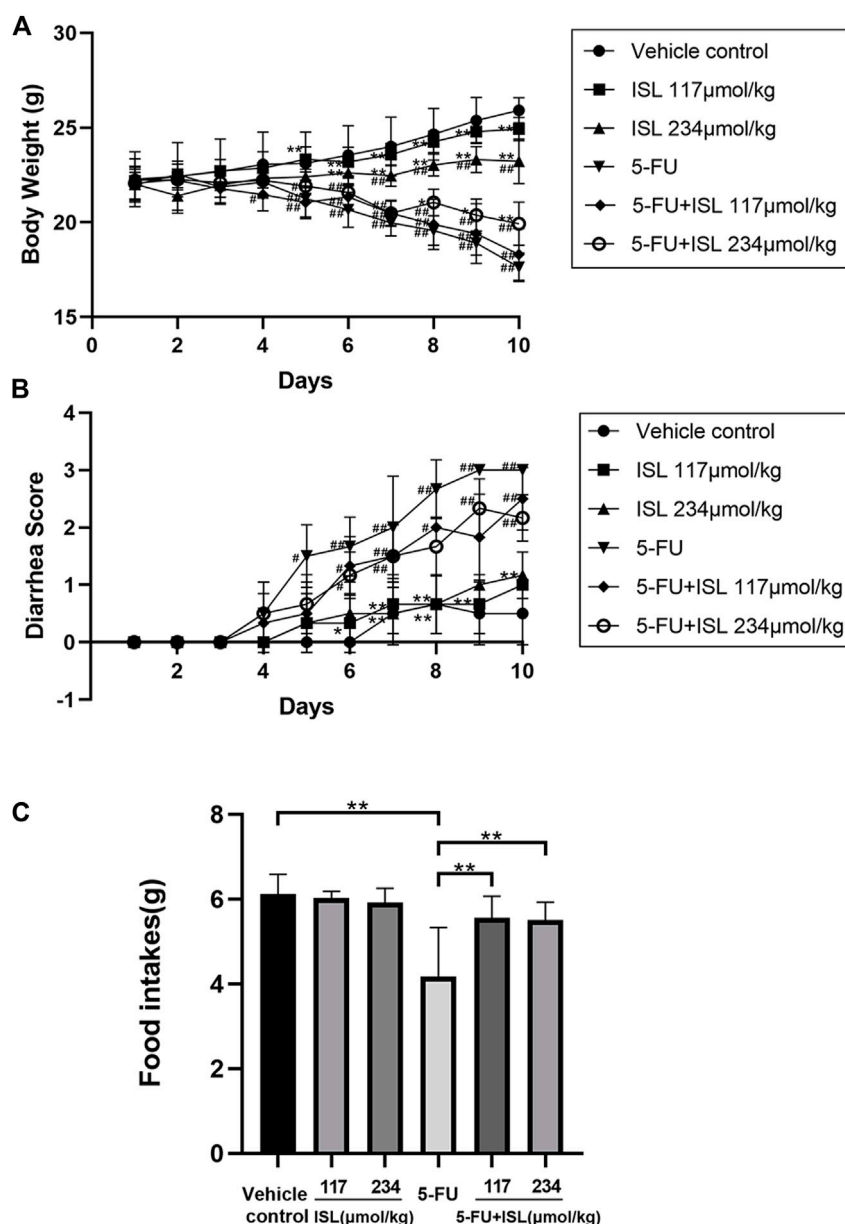 A
Body Weight (g)
30
25
20
15
0
2
4
6
8
10
Days
Vehicle control
ISL 117μmol/kg
ISL 234μmol/kg
5-FU
5-FU+ISL 117μmol/kg
5-FU+ISL 234μmol/kg
B
Diarrhea Score
4
3
2
1
0
-1
2
4
6
8
10
Days
Vehicle control
ISL 117μmol/kg
ISL 234μmol/kg
5-FU
5-FU+ISL 117μmol/kg
5-FU+ISL 234μmol/kg
C
Food intakes(g)
8
6
4
2
0
**
**
**
Vehicle
control
117 234
ISL(μmol/kg)
5-FU
117 234
5-FU+ISL(μmol/kg)